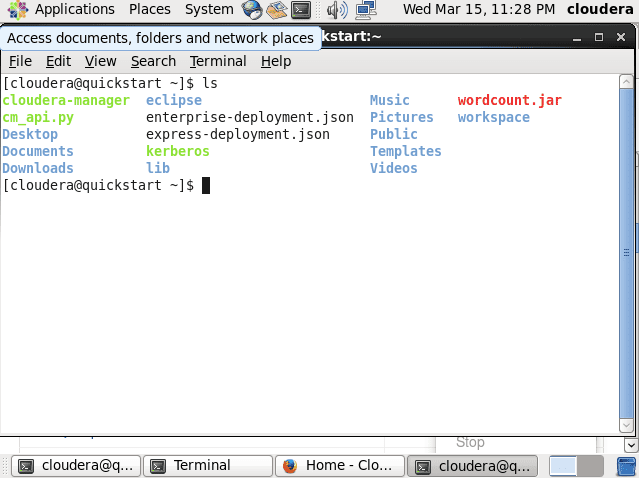 Applications Places System Wed Mar 15, 11:28 PM cloudera
Access documents, folders and network places kstart:~
File Edit View Search Terminal Help
[cloudera@quickstart ~]$ ls
cloudera-manager eclipse Music wordcount.jar
cm_api.py enterprise-deployment.json Pictures workspace
Desktop express-deployment.json Public
Documents kerberos Templates
Downloads lib Videos
[cloudera@quickstart ~]$
Stop
cloudera@q... Terminal Home - Clo... cloudera@q...